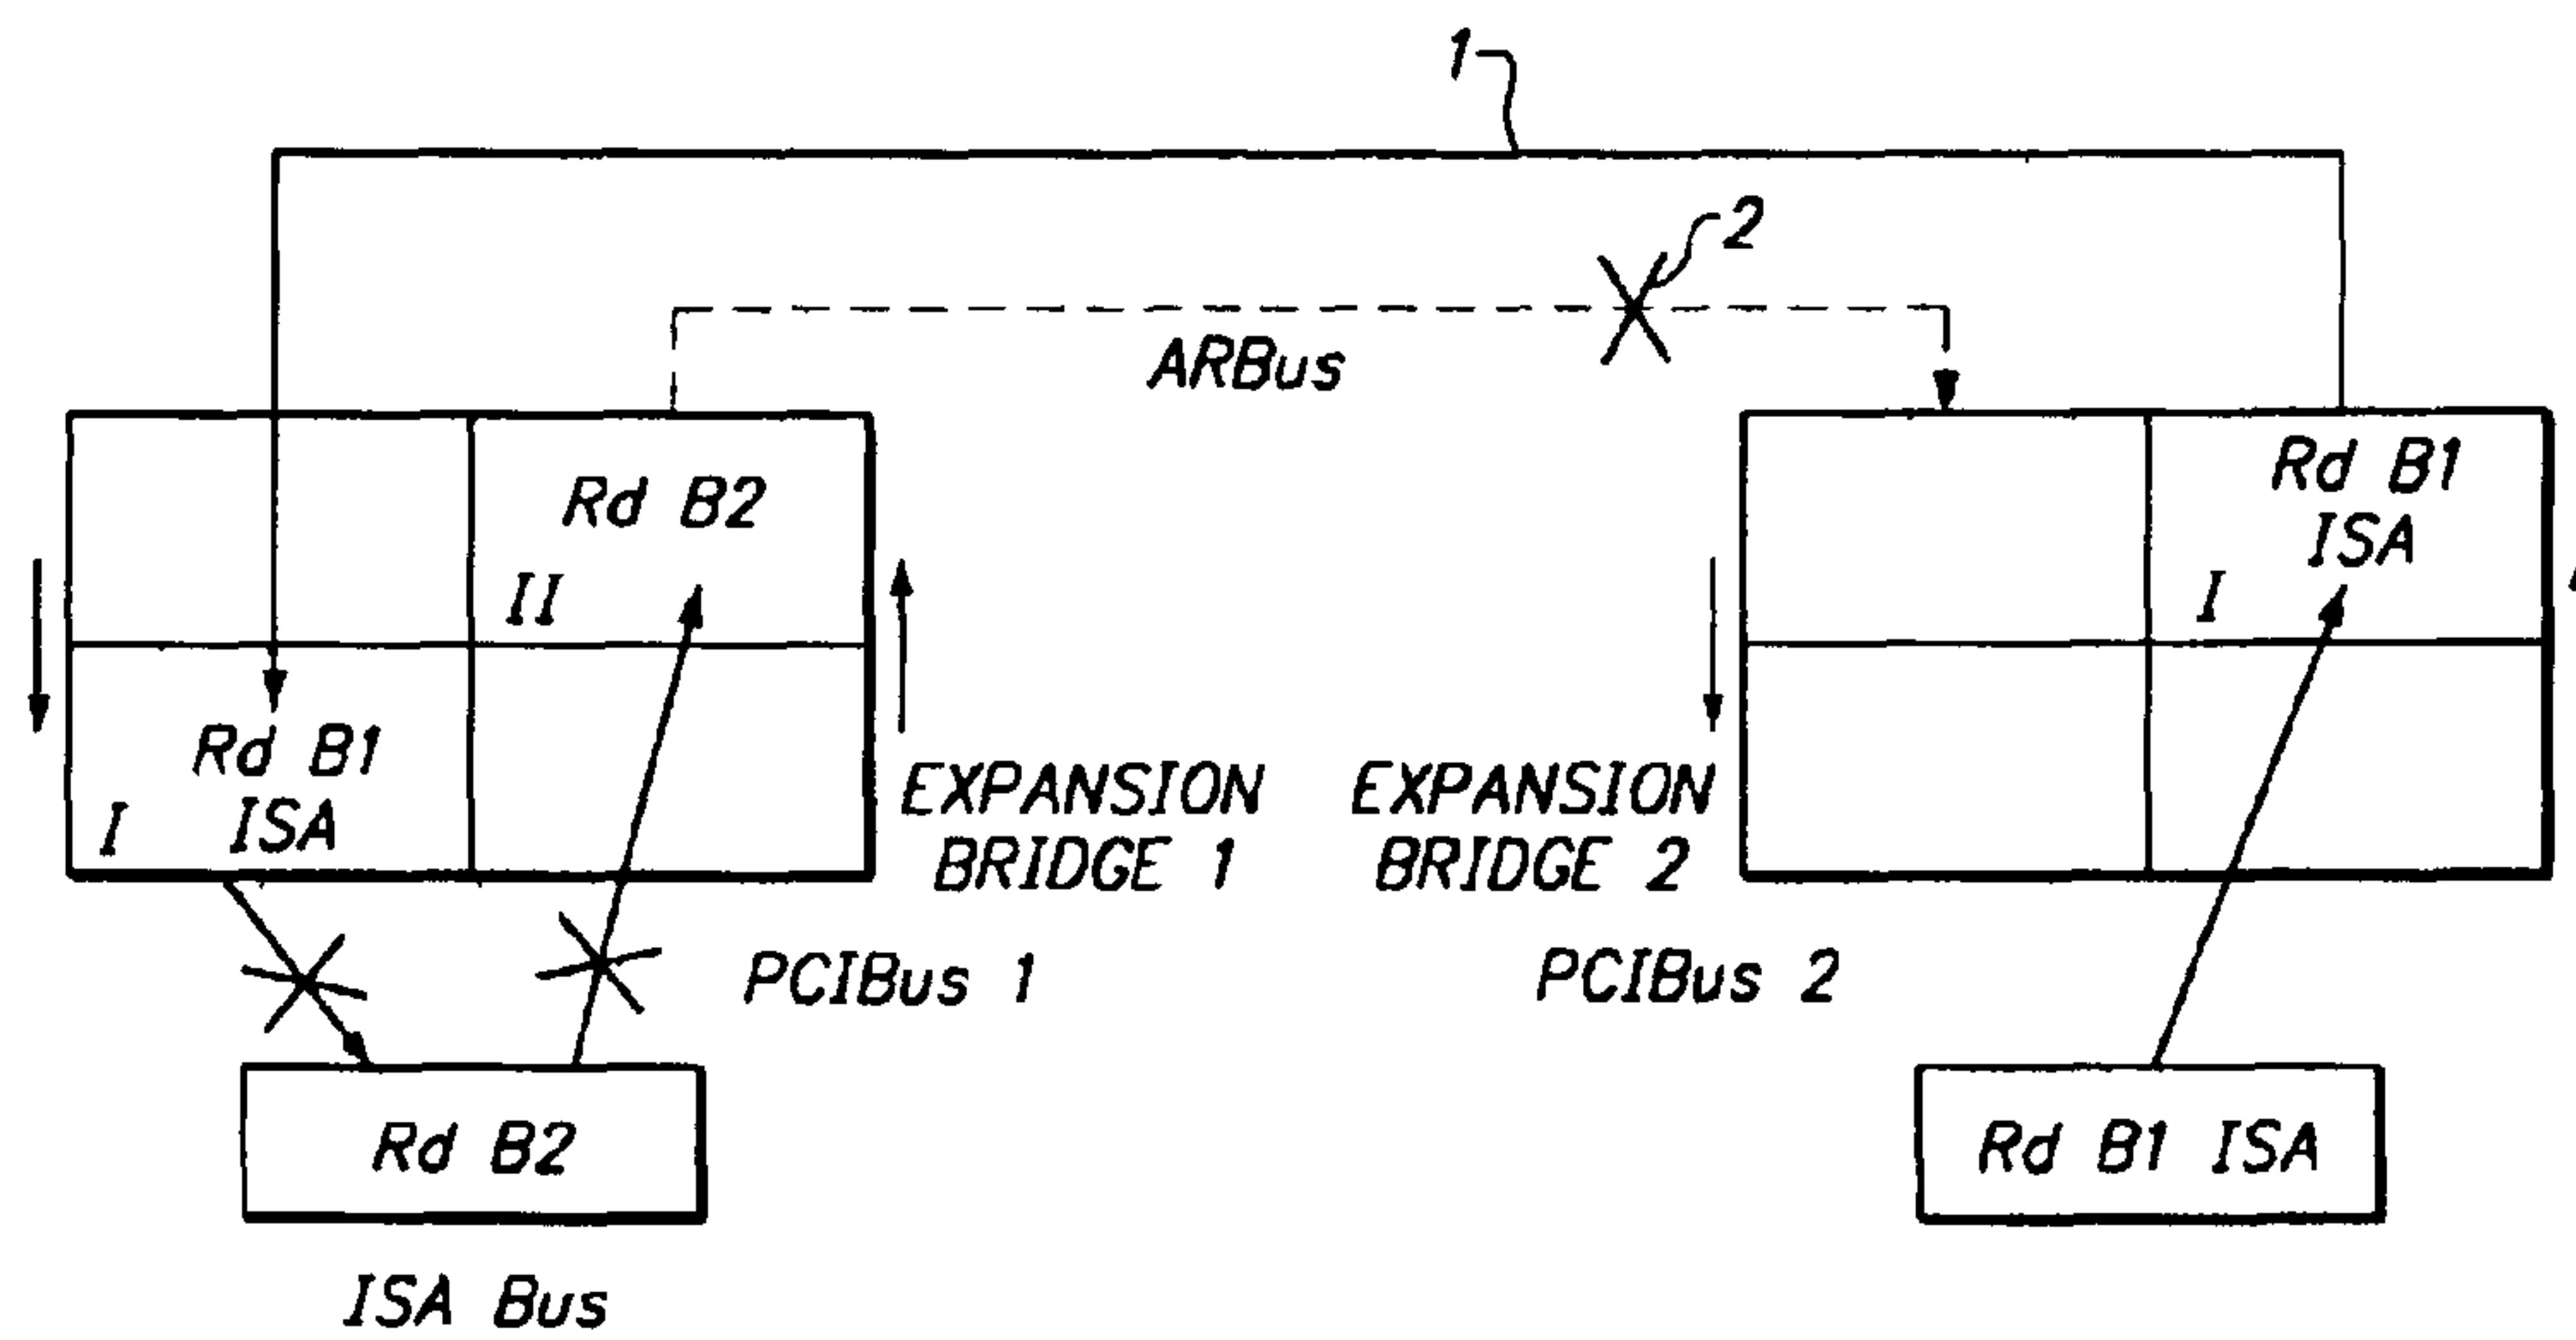 1
2
ARBus
Rd B2
II
Rd B1
ISA
I
Rd B1
ISA
I
EXPANSION
BRIDGE 1
EXPANSION
BRIDGE 2
PCIBus 1
PCIBus 2
Rd B2
Rd B1 ISA
ISA Bus